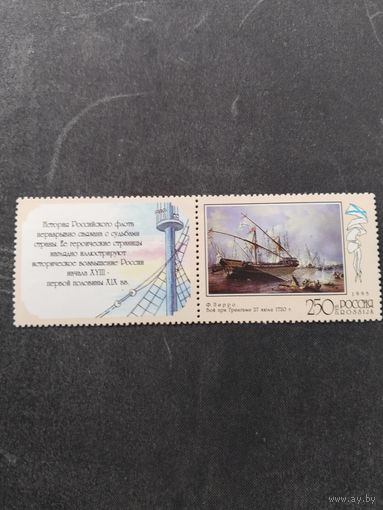 История Российского флота
неразрывно связана с судьбами
страны. Ее героические страницы
наглядно иллюстрируют
историческое возвышение России
начала XVIII -
первой половины XIX вв.
Ф. Перро
Бой при Гренгаме 27 июля 1720 г.
1995
250 РОССИЯ
ROSSIJA
www.ay.by